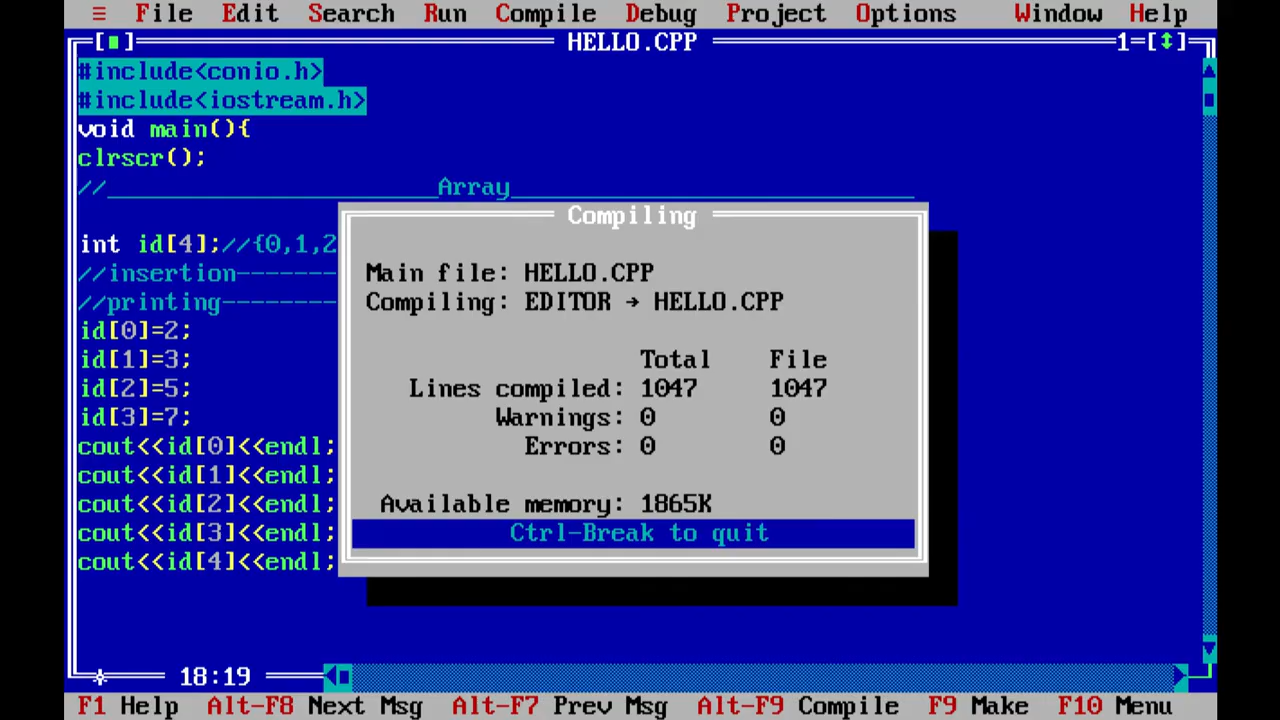 ≡ File Edit Search Run Compile Debug Project Options Window Help
[■] HELLO.CPP 1=[↕]
#include<conio.h>
#include<iostream.h>
void main(){
clrscr();
//_______________________Array____________________________
int id[4];//{0,1,2
//insertion-------
//printing--------
id[0]=2;
id[1]=3;
id[2]=5;
id[3]=7;
cout<<id[0]<<endl;
cout<<id[1]<<endl;
cout<<id[2]<<endl;
cout<<id[3]<<endl;
cout<<id[4]<<endl;
Compiling
Main file: HELLO.CPP
Compiling: EDITOR → HELLO.CPP
Total File
Lines compiled: 1047 1047
Warnings: 0 0
Errors: 0 0
Available memory: 1865K
Ctrl-Break to quit
18:19
F1 Help Alt-F8 Next Msg Alt-F7 Prev Msg Alt-F9 Compile F9 Make F10 Menu